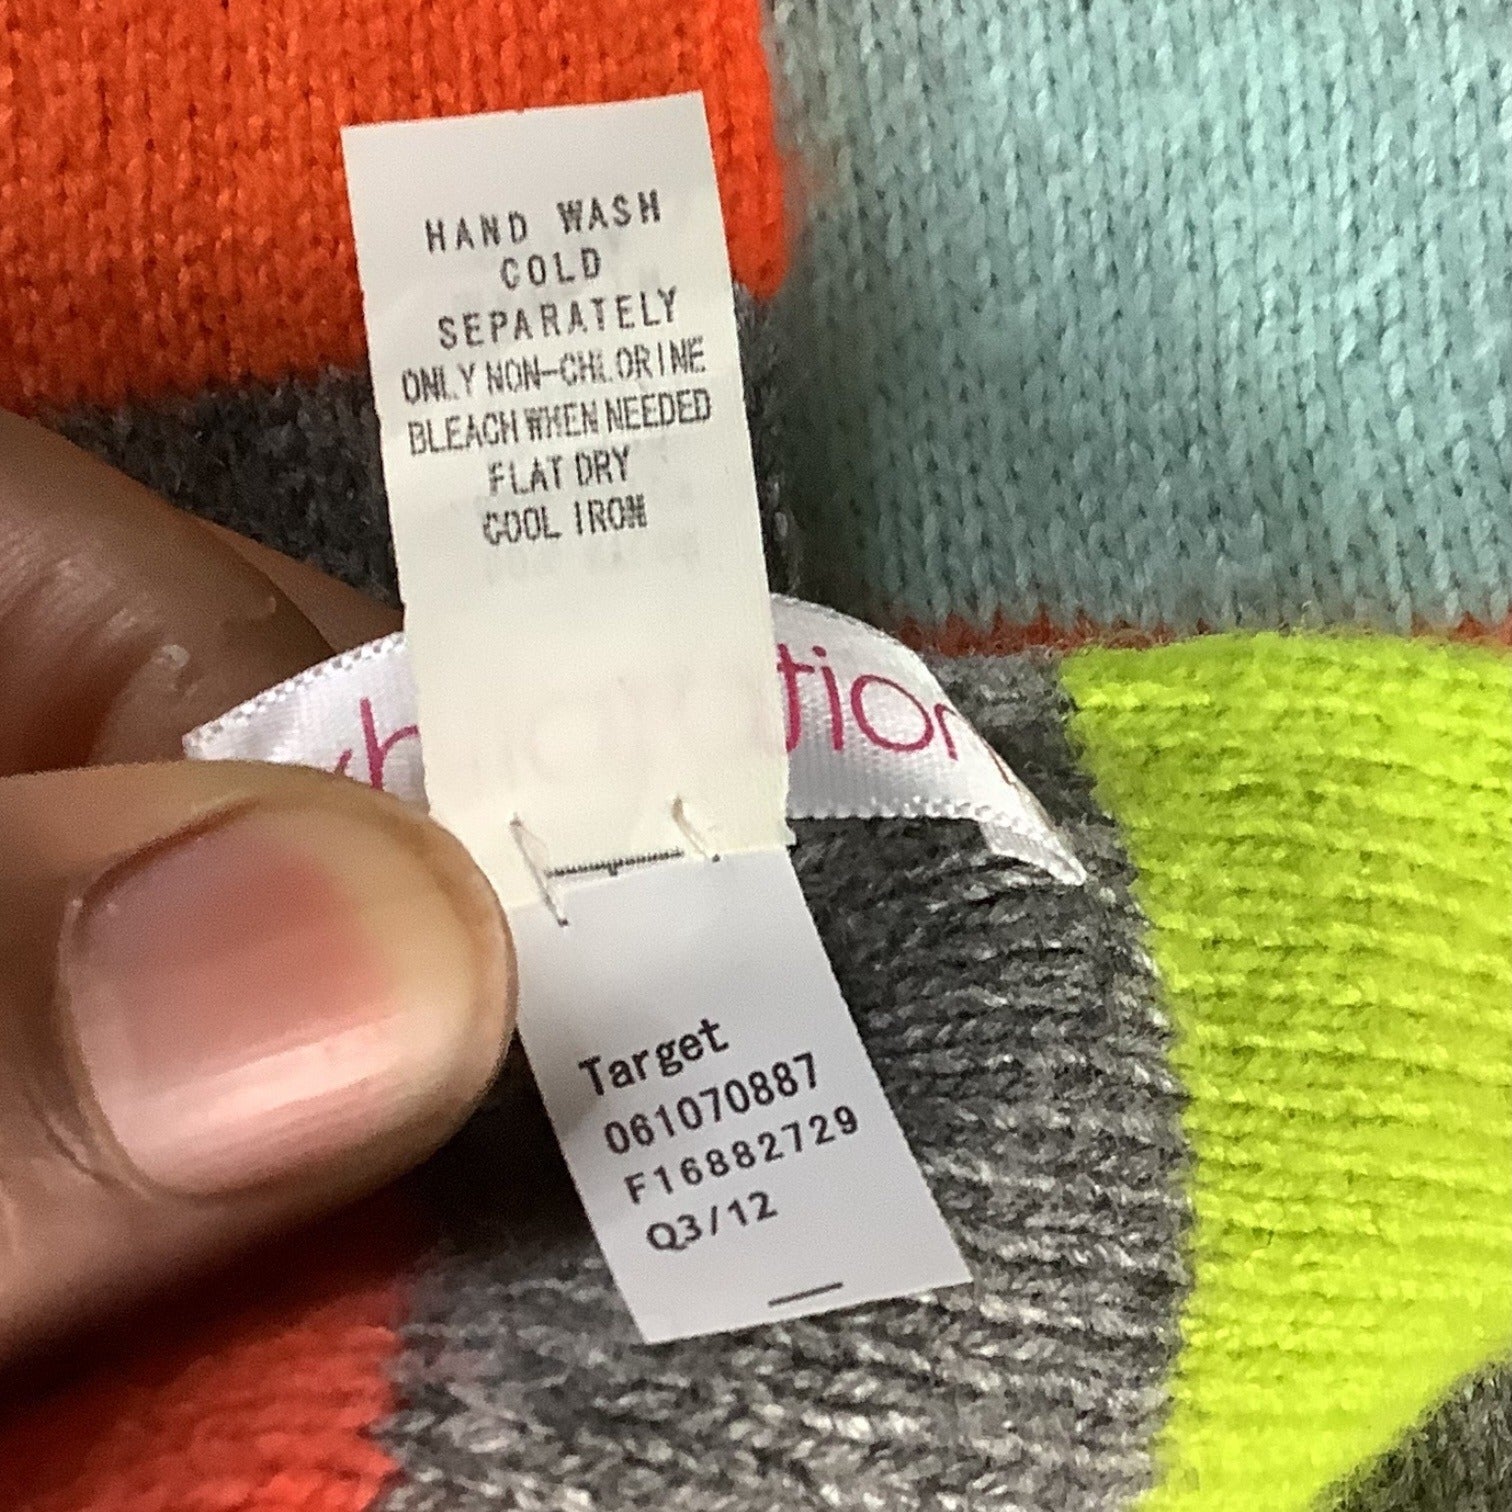 HAND WASH
COLD
SEPARATELY
ONLY NON-CHLORINE
BLEACH WHEN NEEDED
FLAT DRY
COOL IRON
Target
061070887
F16882729
Q3/12